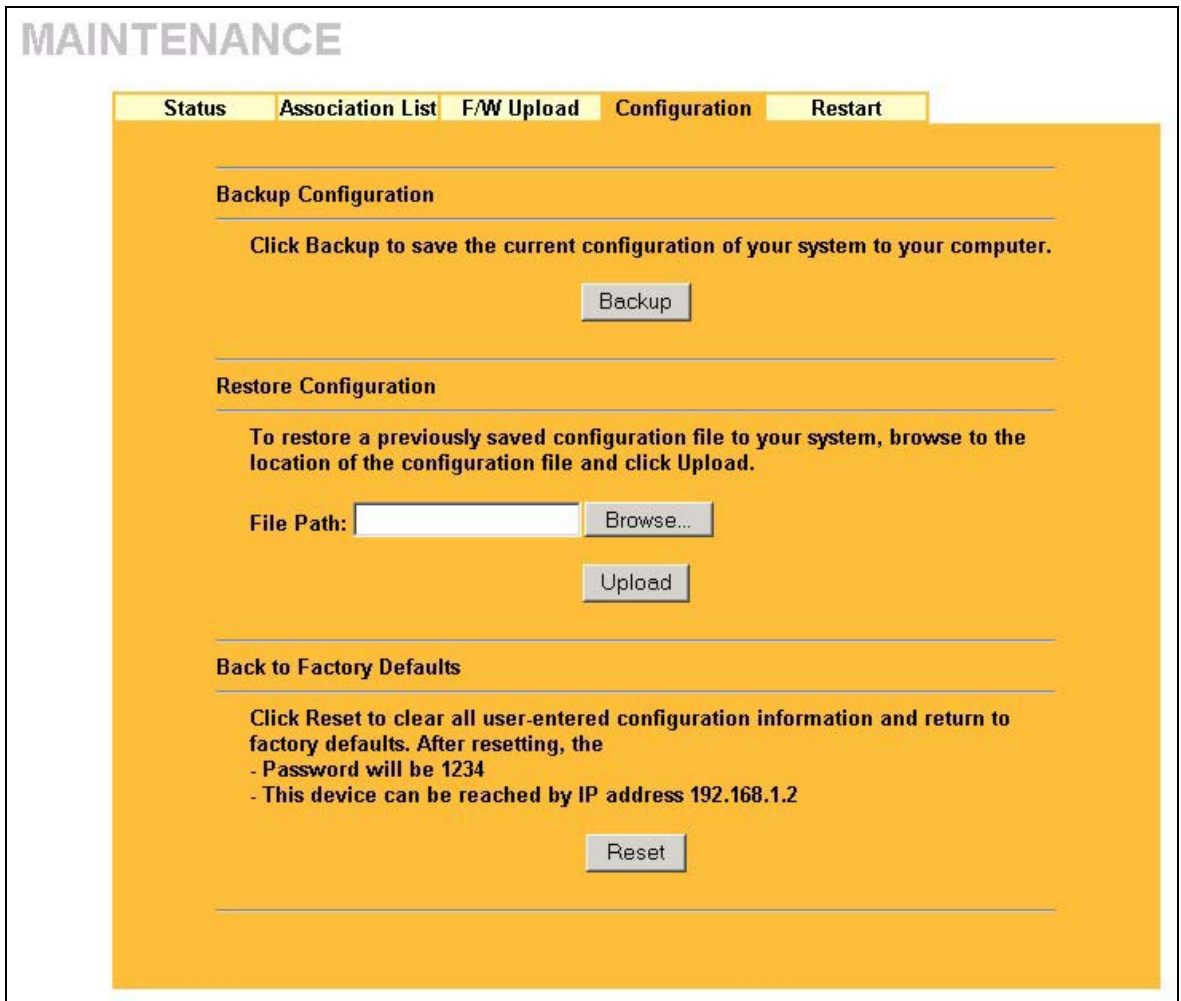 MAINTENANCE
Status Association List F/W Upload Configuration Restart
Backup Configuration
Click Backup to save the current configuration of your system to your computer.
Backup
Restore Configuration
To restore a previously saved configuration file to your system, browse to the
location of the configuration file and click Upload.
File Path: Browse...
Upload
Back to Factory Defaults
Click Reset to clear all user-entered configuration information and return to
factory defaults. After resetting, the
- Password will be 1234
- This device can be reached by IP address 192.168.1.2
Reset